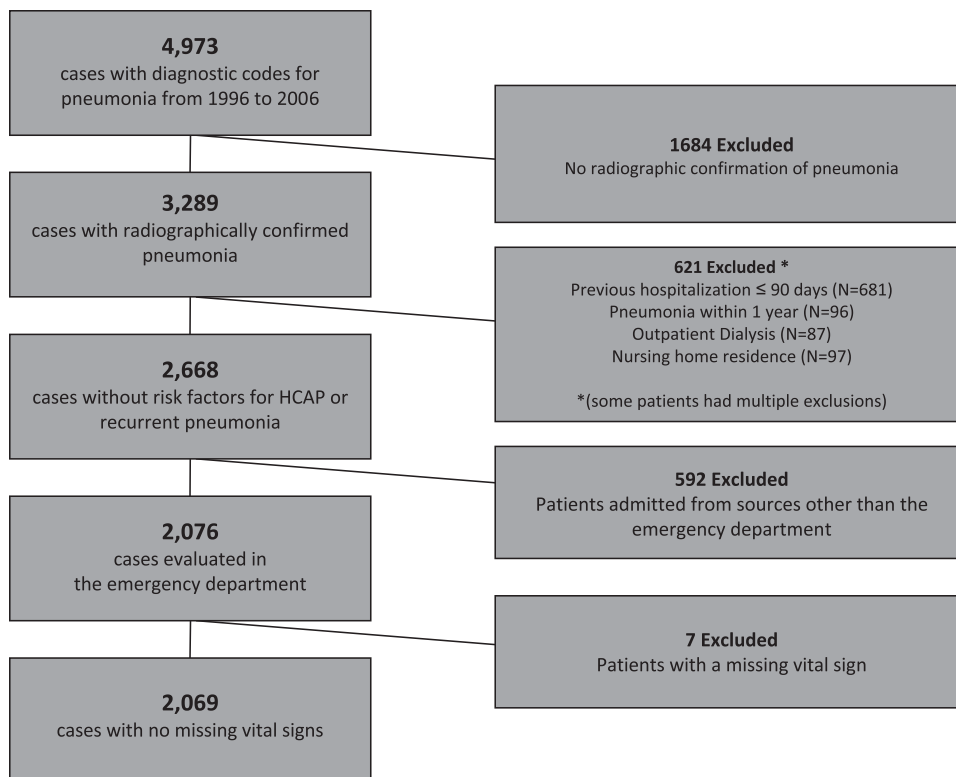 4,973
cases with diagnostic codes for
pneumonia from 1996 to 2006
1684 Excluded
No radiographic confirmation of pneumonia
3,289
cases with radiographically confirmed
pneumonia
621 Excluded *
Previous hospitalization ≤ 90 days (N=681)
Pneumonia within 1 year (N=96)
Outpatient Dialysis (N=87)
Nursing home residence (N=97)
*(some patients had multiple exclusions)
2,668
cases without risk factors for HCAP or
recurrent pneumonia
592 Excluded
Patients admitted from sources other than the
emergency department
2,076
cases evaluated in
the emergency department
7 Excluded
Patients with a missing vital sign
2,069
cases with no missing vital signs